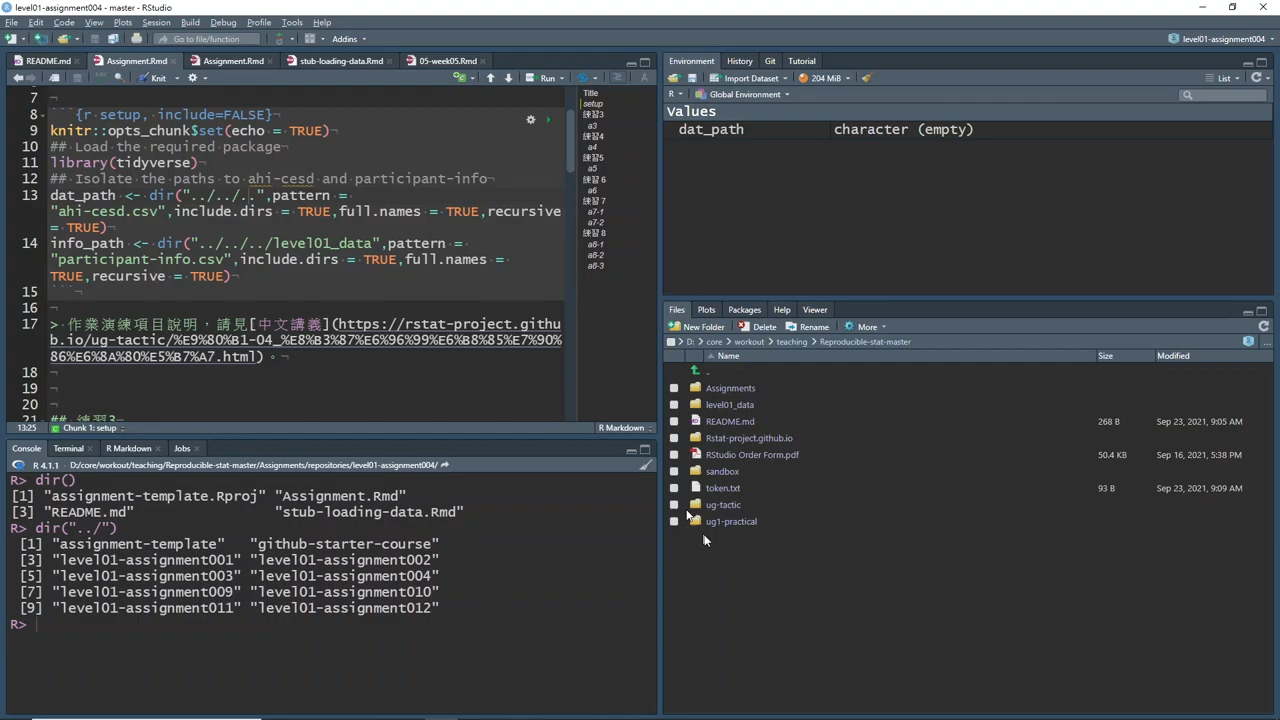 level01-assignment004 - master - RStudio
File Edit Code View Plots Session Build Debug Profile Tools Help
Go to file/function Addins level01-assignment004
README.md Assignment.Rmd Assignment.Rmd stub-loading-data.Rmd 05-week05.Rmd
Knit Run
7
8 ```{r setup, include=FALSE}
9 knitr::opts_chunk$set(echo = TRUE)
10 ## Load the required package
11 library(tidyverse)
12 ## Isolate the paths to ahi-cesd and participant-info
13 dat_path <- dir("../../. ",pattern =
"ahi-cesd.csv",include.dirs = TRUE,full.names = TRUE,recursive
= TRUE)
14 info_path <- dir("../../../level01_data",pattern =
"participant-info.csv",include.dirs = TRUE,full.names =
TRUE,recursive = TRUE)
15 ```
16
17 > 作業演練項目說明，請見[中文講義](https://rstat-project.githu
b.io/ug-tactic/%E9%80%B1-04_%E8%B3%87%E6%96%99%E6%B8%85%E7%90%
86%E6%8A%80%E5%B7%A7.html)。
18
19
20
21 ## 練習3
Title
setup
練習3
a3
練習4
a4
練習5
a5
練習 6
a6
練習 7
a7-1
a7-2
練習 8
a8-1
a8-2
a8-3
13:25 Chunk 1: setup R Markdown
Console Terminal R Markdown Jobs
R 4.1.1 · D:/core/workout/teaching/Reproducible-stat-master/Assignments/repositories/level01-assignment004/
R> dir()
[1] "assignment-template.Rproj" "Assignment.Rmd"
[3] "README.md" "stub-loading-data.Rmd"
R> dir("../")
[1] "assignment-template" "github-starter-course"
[3] "level01-assignment001" "level01-assignment002"
[5] "level01-assignment003" "level01-assignment004"
[7] "level01-assignment009" "level01-assignment010"
[9] "level01-assignment011" "level01-assignment012"
R>
Environment History Git Tutorial
Import Dataset 204 MiB List
R Global Environment
Values
dat_path character (empty)
Files Plots Packages Help Viewer
New Folder Delete Rename More
D: core workout teaching Reproducible-stat-master
Name Size Modified
..
Assignments
level01_data
README.md 268 B Sep 23, 2021, 9:05 AM
Rstat-project.github.io
RStudio Order Form.pdf 50.4 KB Sep 16, 2021, 5:38 PM
sandbox
token.txt 93 B Sep 23, 2021, 9:09 AM
ug-tactic
ug1-practical